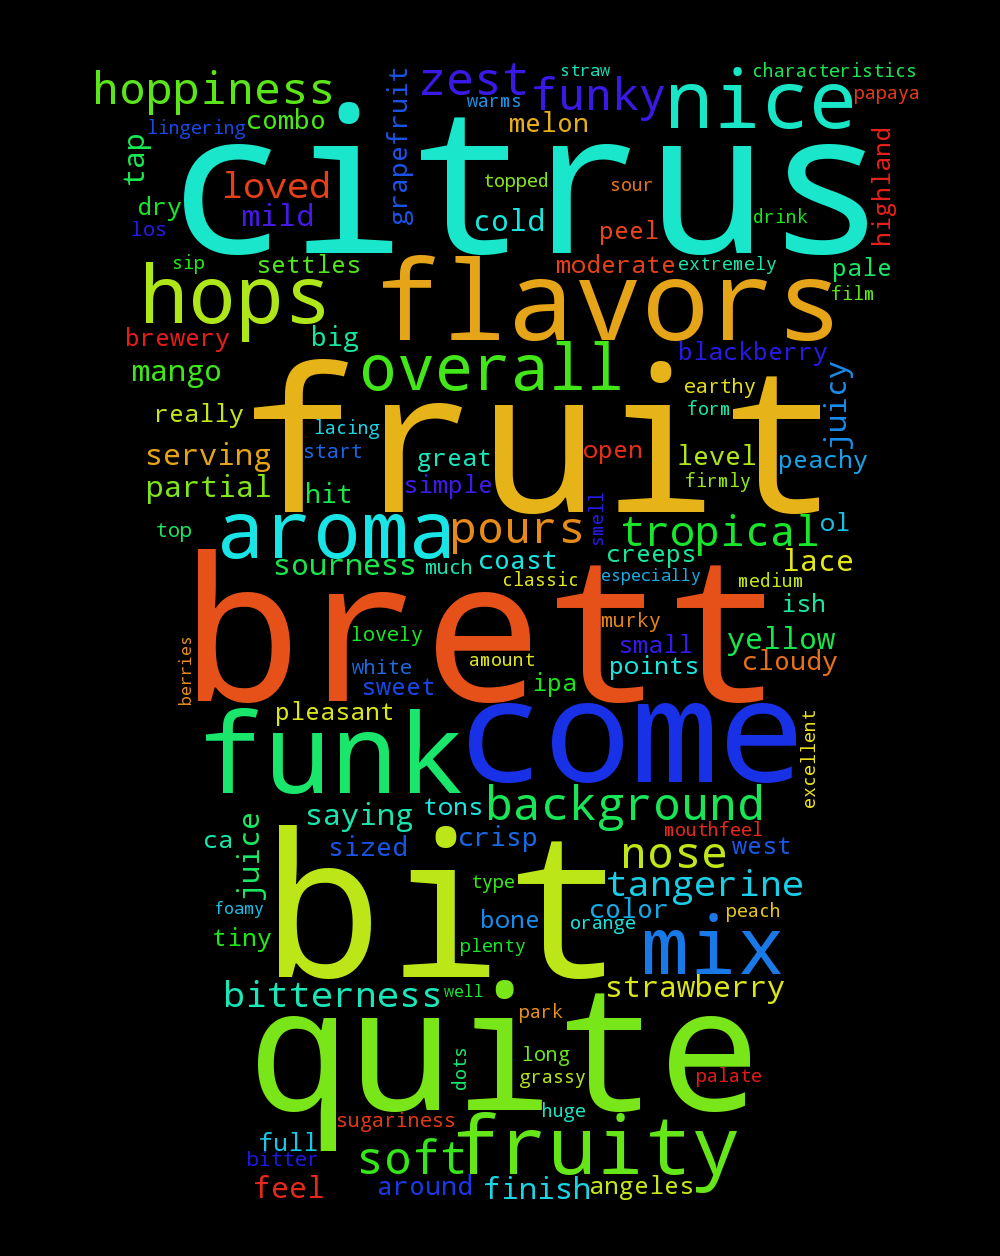 straw
characteristics
hoppiness
zest
funky
nice
papaya
warms
grapefruit
combo
melon
lingering
tap
citrus
highland
loved
topped
sour
dry
mild
cold
peel
drink
los
sip
settles
moderate
extremely
pale
hops
flavors
film
brewery
big
overall
blackberry
mango
juicy
earthy
fruit
really
form
lacing
start
serving
great
open
level
peachy
partial
hit
simple
firmly
smell
top
aroma
pours
tropical
ol
sourness
much
coast
creeps
lace
classic
especially
medium
brett
ish
murky
lovely
small
yellow
berries
white
amount
points
cloudy
sweet
ipa
pleasant
come
funk
excellent
saying
tons
background
mouthfeel
ca
juice
sized
crisp
nose
west
bit
type
tangerine
foamy
bone
color
peach
orange
tiny
plenty
mix
bitterness
well
strawberry
quite
park
long
dots
grassy
palate
huge
sugariness
full
fruity
bitter
soft
feel
around
finish
angeles